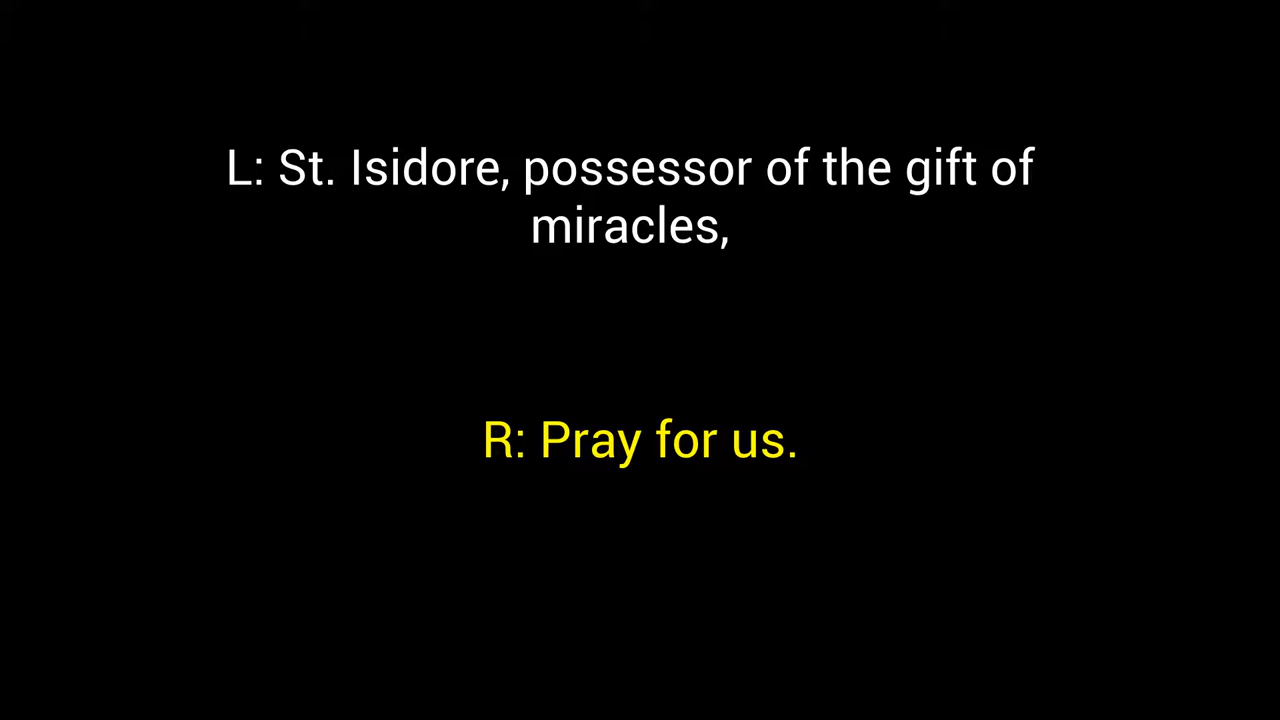 L: St. Isidore, possessor of the gift of
miracles,
R: Pray for us.